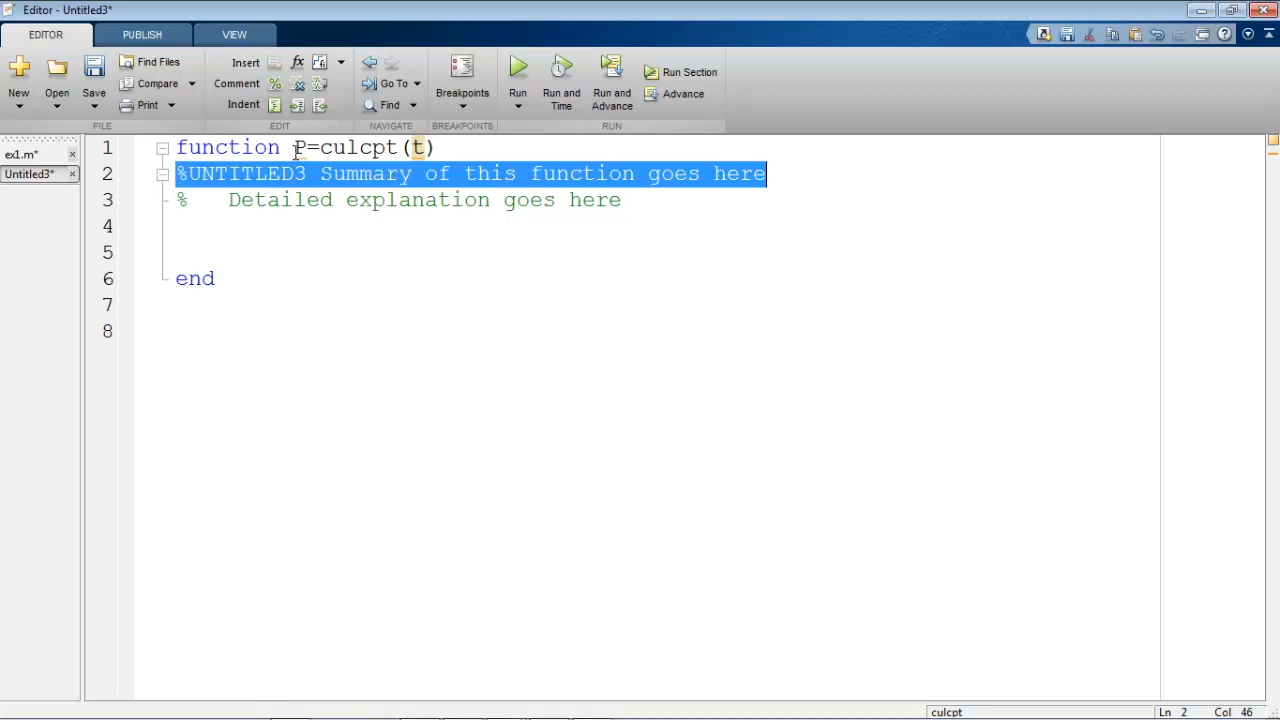 Editor - Untitled3*
EDITOR PUBLISH VIEW
New Open Save Find Files Compare Print
Insert fx Comment Indent
Go To Find
Breakpoints
Run Run and Time Run and Advance Run Section Advance
FILE EDIT NAVIGATE BREAKPOINTS RUN
ex1.m*
Untitled3*
1 function P=culcpt(t)
2 %UNTITLED3 Summary of this function goes here
3 % Detailed explanation goes here
4
5
6 end
7
8
culcpt Ln 2 Col 46